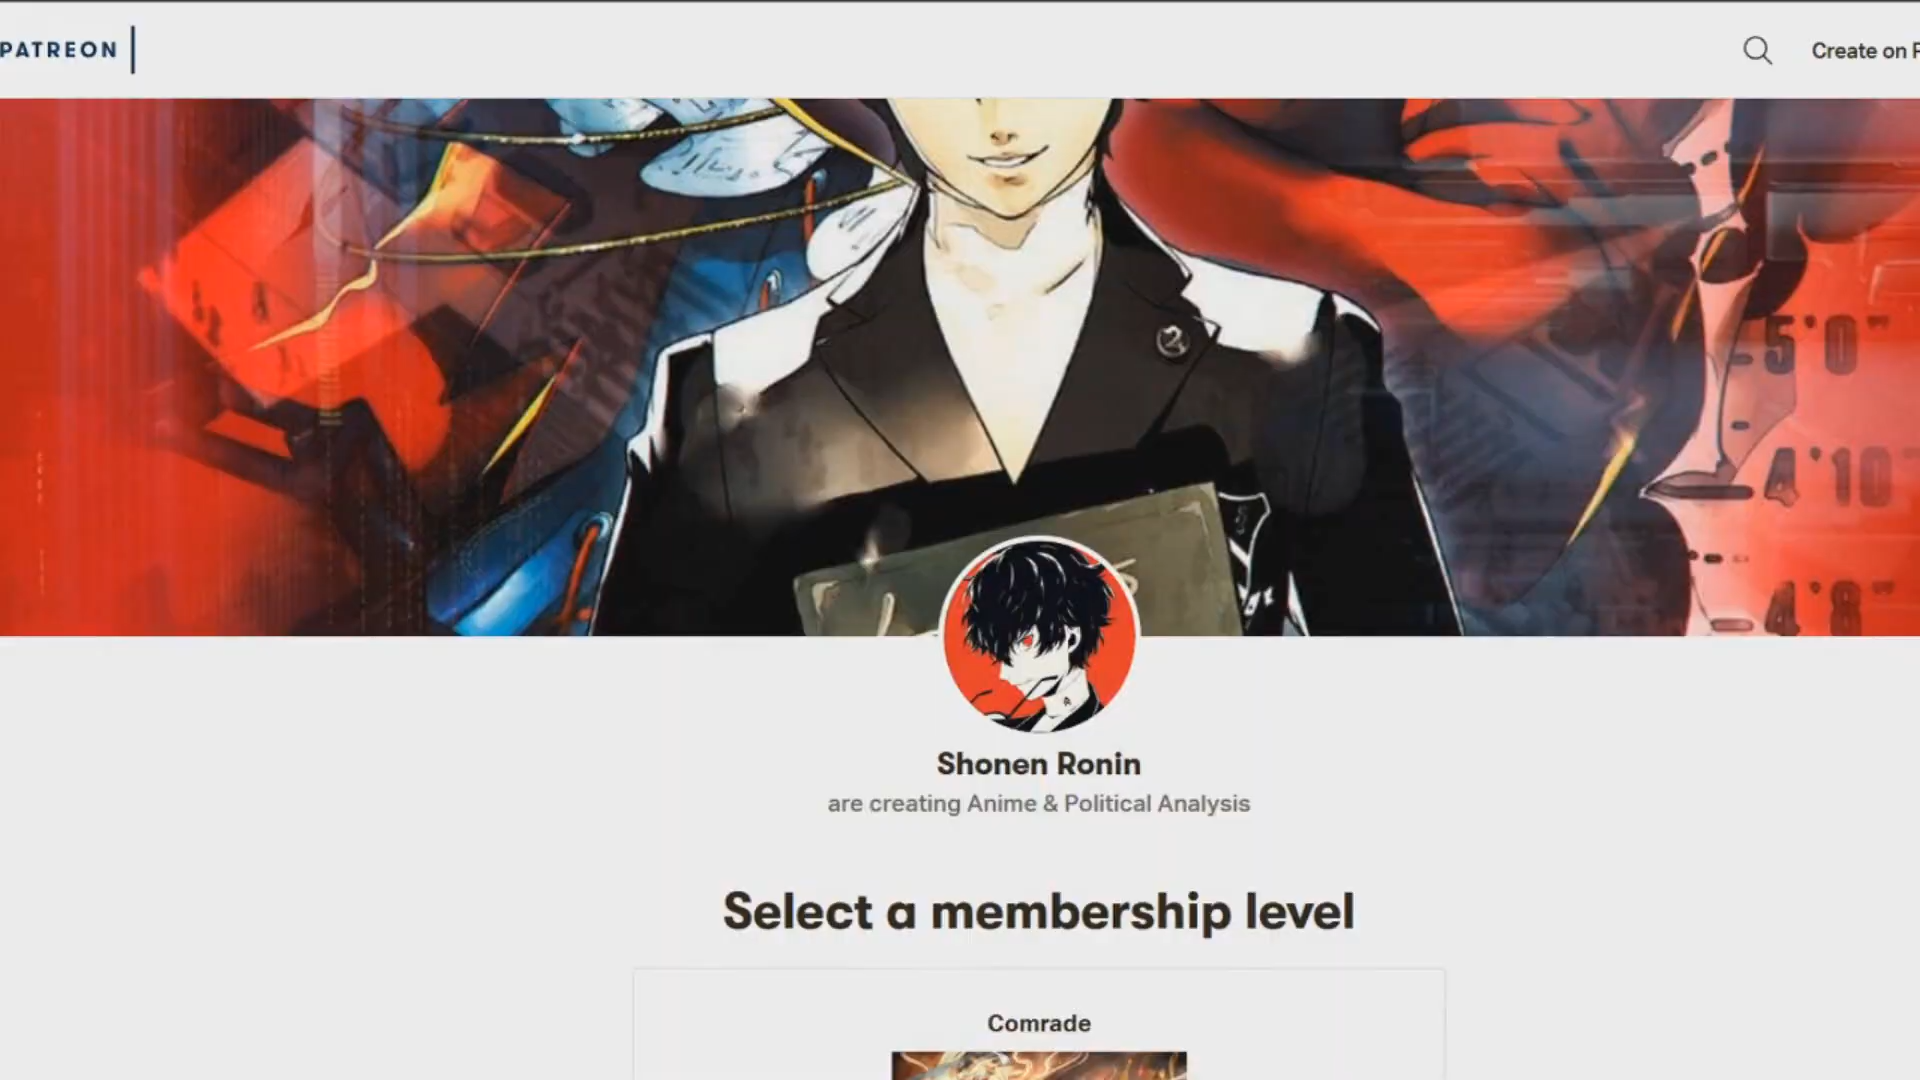 PATREON
Create on
5'0"
4'10
4'8"
Shonen Ronin
are creating Anime & Political Analysis
Select a membership level
Comrade